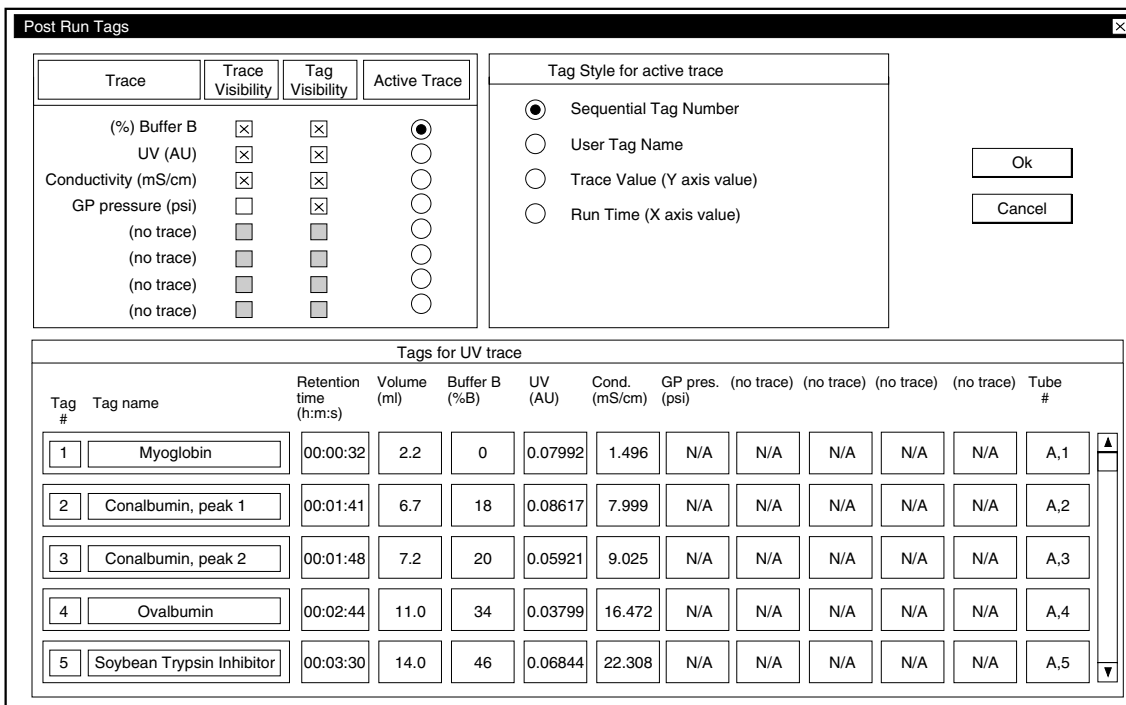 Post Run Tags
Trace
Trace Visibility
Tag Visibility
Active Trace
(%) Buffer B
UV (AU)
Conductivity (mS/cm)
GP pressure (psi)
(no trace)
(no trace)
(no trace)
(no trace)
Tag Style for active trace
Sequential Tag Number
User Tag Name
Trace Value (Y axis value)
Run Time (X axis value)
Ok
Cancel
Tags for UV trace
Tag # Tag name Retention time (h:m:s) Volume (ml) Buffer B (%B) UV (AU) Cond. (mS/cm) GP pres. (psi) (no trace) (no trace) (no trace) (no trace) Tube #
1 Myoglobin 00:00:32 2.2 0 0.07992 1.496 N/A N/A N/A N/A N/A A,1
2 Conalbumin, peak 1 00:01:41 6.7 18 0.08617 7.999 N/A N/A N/A N/A N/A A,2
3 Conalbumin, peak 2 00:01:48 7.2 20 0.05921 9.025 N/A N/A N/A N/A N/A A,3
4 Ovalbumin 00:02:44 11.0 34 0.03799 16.472 N/A N/A N/A N/A N/A A,4
5 Soybean Trypsin Inhibitor 00:03:30 14.0 46 0.06844 22.308 N/A N/A N/A N/A N/A A,5